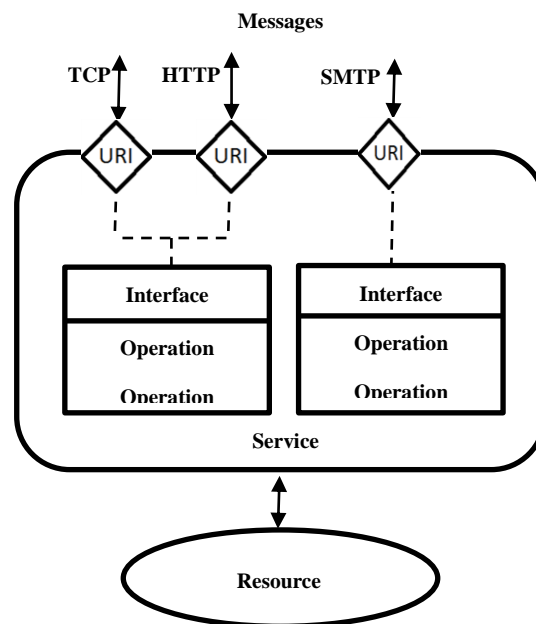 Messages
TCP HTTP SMTP
URI URI URI
Interface Interface
Operation Operation
Operation Operation
Service
Resource